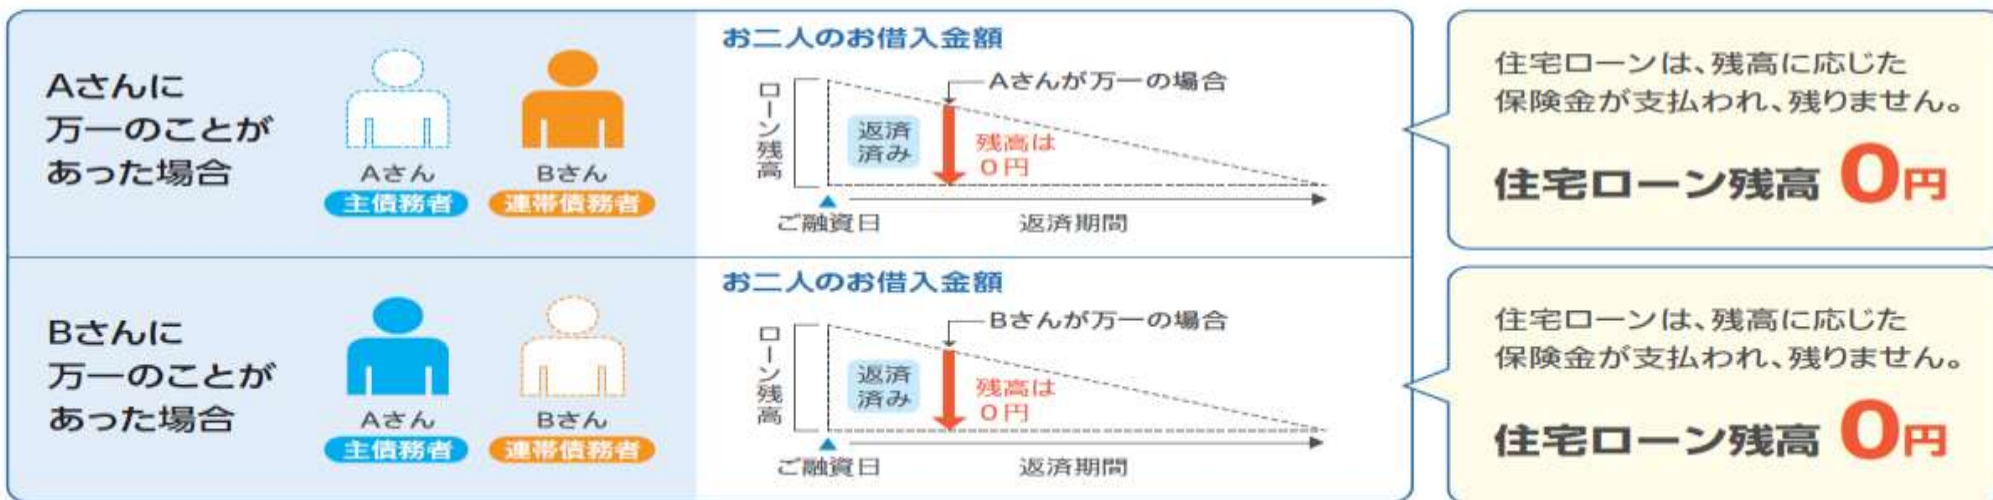 Aさんに
万一のことが
あった場合
Aさん
主債務者
Bさん
連帯債務者
お二人のお借入金額
ローン残高
Aさんが万一の場合
返済
済み
残高は
0円
ご融資日
返済期間
住宅ローンは、残高に応じた
保険金が支払われ、残りません。
住宅ローン残高 0円
Bさんに
万一のことが
あった場合
Aさん
主債務者
Bさん
連帯債務者
お二人のお借入金額
ローン残高
Bさんが万一の場合
返済
済み
残高は
0円
ご融資日
返済期間
住宅ローンは、残高に応じた
保険金が支払われ、残りません。
住宅ローン残高 0円